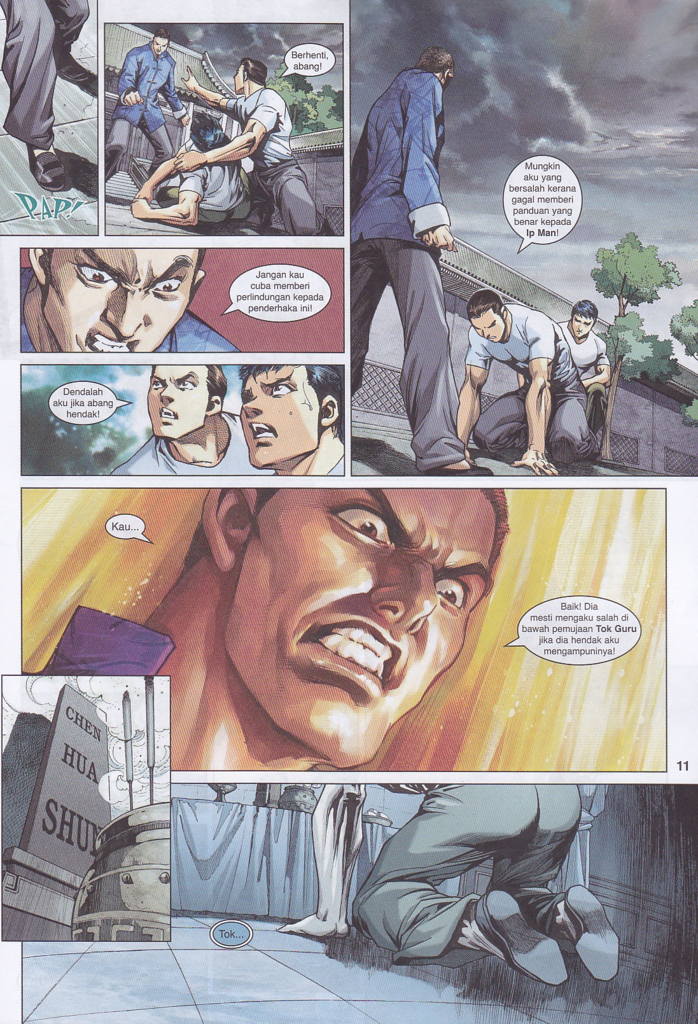 PAP!
Berhenti,
abang!
Mungkin
aku yang
bersalah kerana
gagal memberi
panduan yang
benar kepada
Ip Man!
Jangan kau
cuba memberi
perlindungan kepada
penderhaka ini!
Dendalah
aku jika abang
hendak!
Kau...
Baik! Dia
mesti mengaku salah di
bawah pemujaan Tok Guru
jika dia hendak aku
mengampuninya!
11
CHEN
HUA
SHUN
Tok...